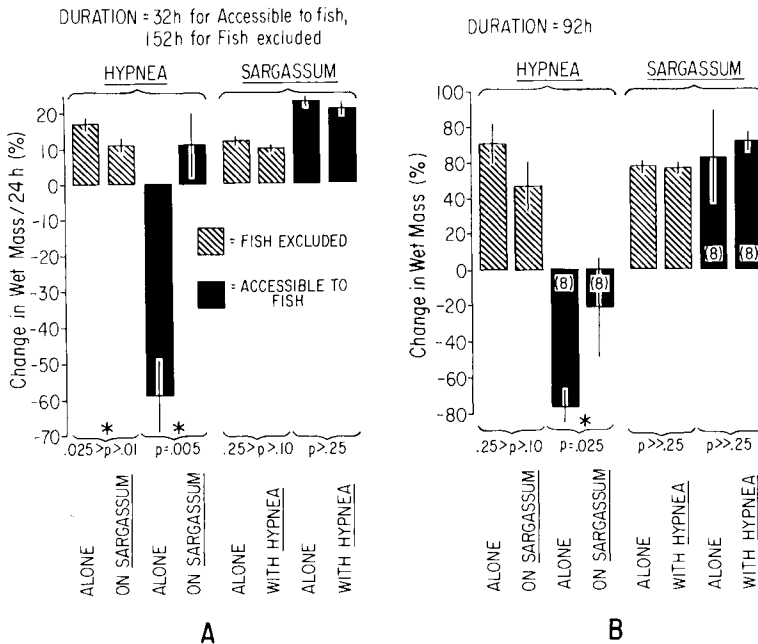 DURATION = 32h for Accessible to fish,
152h for Fish excluded
HYPNEA
SARGASSUM
Change in Wet Mass/24h (%)
20
10
0
-10
-20
-30
-40
-50
-60
-70
= FISH EXCLUDED
= ACCESSIBLE TO
FISH
*
*
.025>p>.01
p=.005
.25>p>.10
p>.25
ALONE
ON SARGASSUM
ALONE
ON SARGASSUM
ALONE
WITH HYPNEA
ALONE
WITH HYPNEA
A
DURATION = 92h
HYPNEA
SARGASSUM
Change in Wet Mass (%)
100
80
80
40
20
0
-20
-40
-60
-80
(8)
(8)
(8)
(8)
*
.25>p>.10
p=.025
p>>.25
p>>.25
ALONE
ON SARGASSUM
ALONE
ON SARGASSUM
ALONE
WITH HYPNEA
ALONE
WITH HYPNEA
B